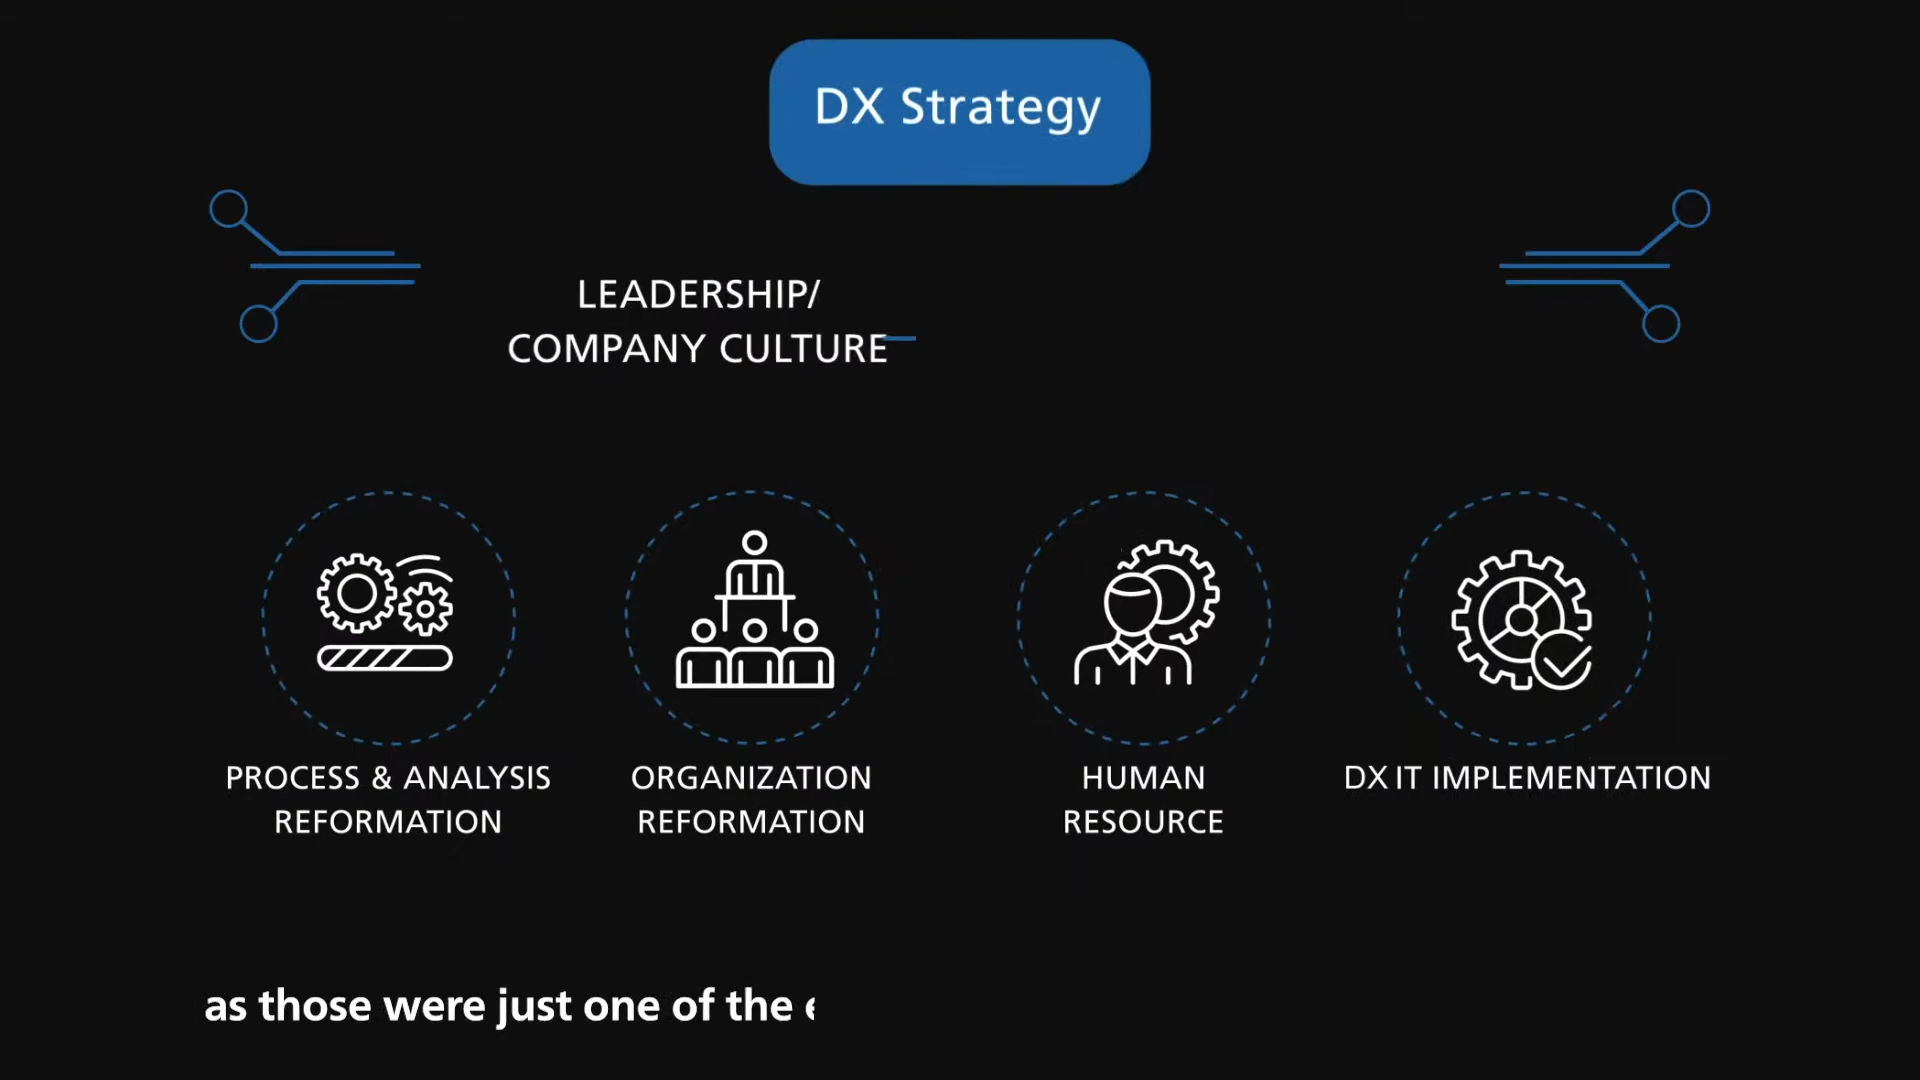 DX Strategy
LEADERSHIP/
COMPANY CULTURE
PROCESS & ANALYSIS
REFORMATION
ORGANIZATION
REFORMATION
HUMAN
RESOURCE
DX IT IMPLEMENTATION
as those were just one of the